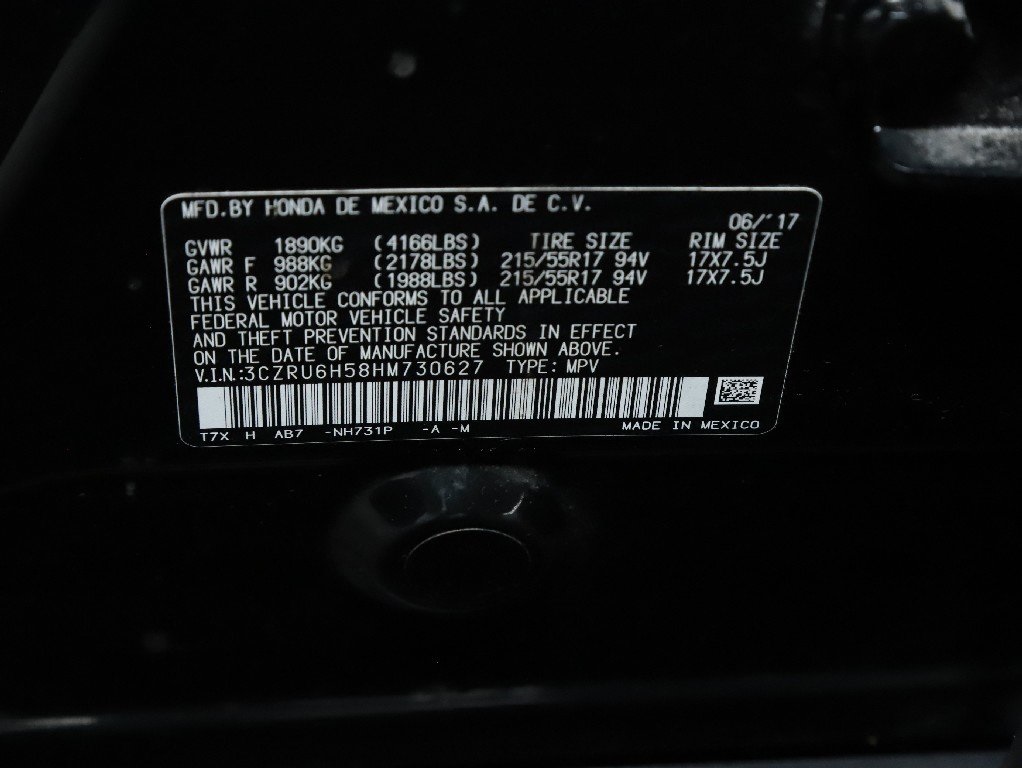 MFD.BY HONDA DE MEXICO S.A. DE C.V.
06/'17
GVWR 1890KG (4166LBS) TIRE SIZE RIM SIZE
GAWR F 988KG (2178LBS) 215/55R17 94V 17X7.5J
GAWR R 902KG (1988LBS) 215/55R17 94V 17X7.5J
THIS VEHICLE CONFORMS TO ALL APPLICABLE
FEDERAL MOTOR VEHICLE SAFETY
AND THEFT PREVENTION STANDARDS IN EFFECT
ON THE DATE OF MANUFACTURE SHOWN ABOVE.
V.I.N.:3CZRU6H58HM730627 TYPE: MPV
T7X H AB7 -NH731P -A -M MADE IN MEXICO